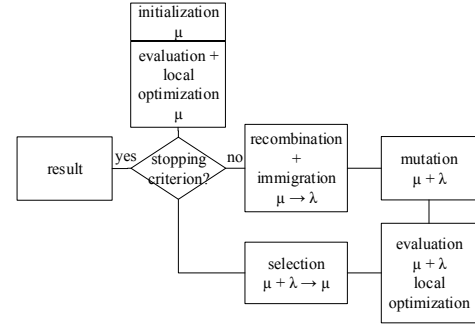 initialization
μ
evaluation +
local
optimization
μ
result
yes
stopping
criterion?
no
recombination
+
immigration
μ → λ
mutation
μ + λ
selection
μ + λ → μ
evaluation
μ + λ
local
optimization